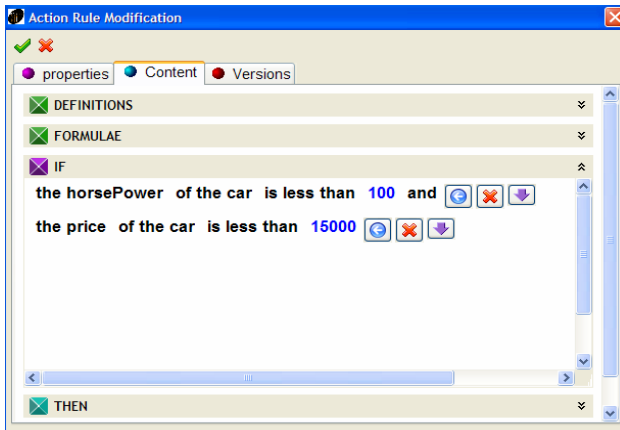 Action Rule Modification
properties Content Versions
DEFINITIONS
FORMULAE
IF
the horsePower of the car is less than 100 and
the price of the car is less than 15000
THEN